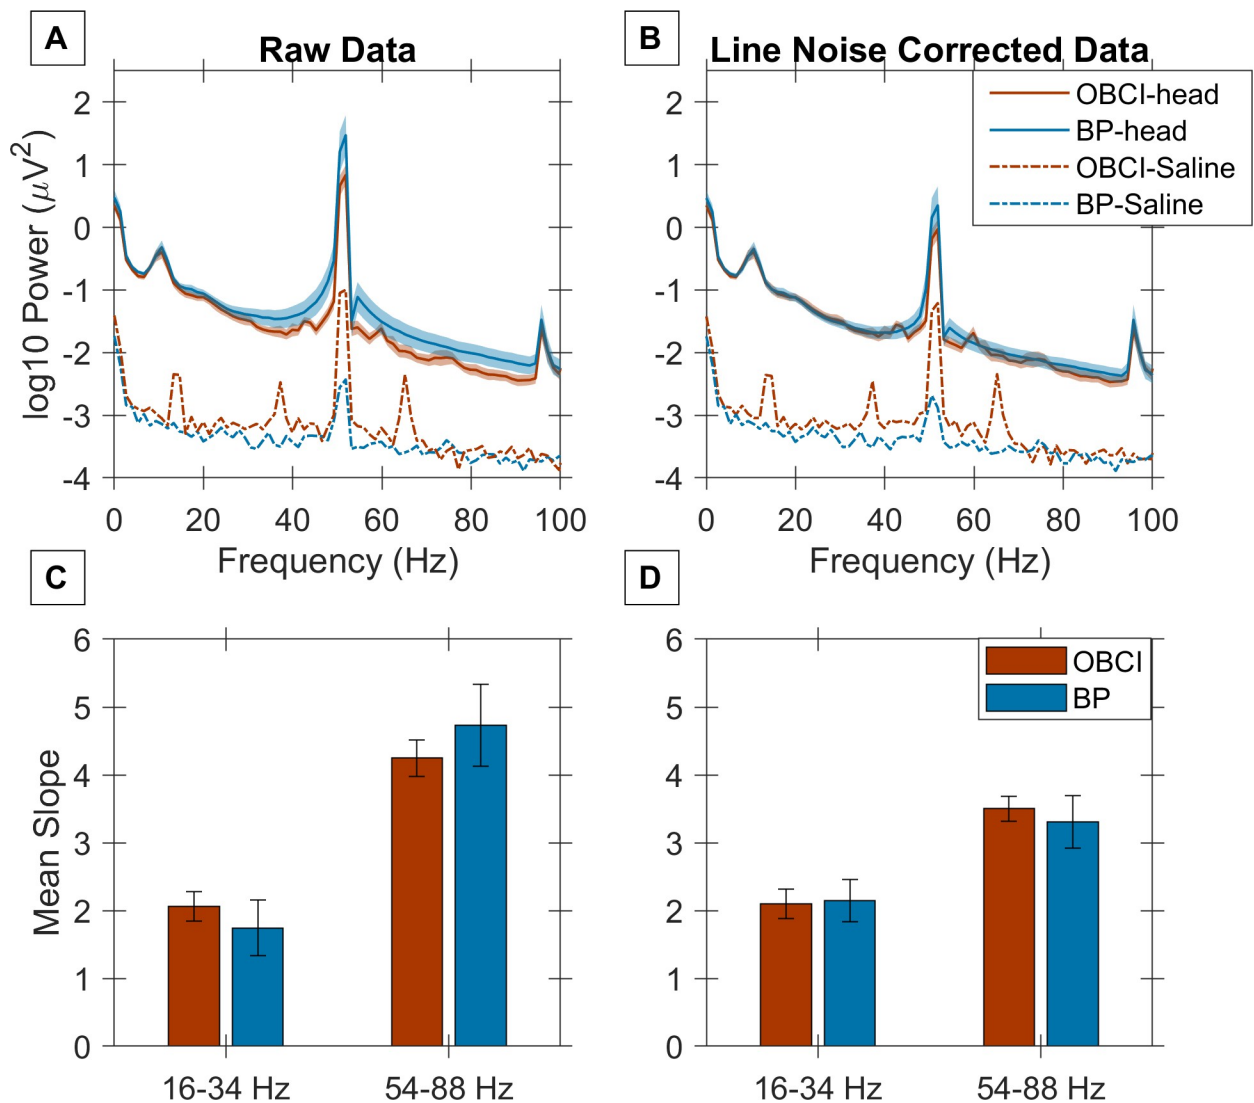 A
Raw Data
log10 Power (μV²)
2
1
0
-1
-2
-3
-4
0 20 40 60 80 100
Frequency (Hz)
B
Line Noise Corrected Data
OBCI-head
BP-head
OBCI-Saline
BP-Saline
2
1
0
-1
-2
-3
-4
0 20 40 60 80 100
Frequency (Hz)
C
Mean Slope
6
5
4
3
2
1
0
16-34 Hz 54-88 Hz
D
OBCI
BP
6
5
4
3
2
1
0
16-34 Hz 54-88 Hz